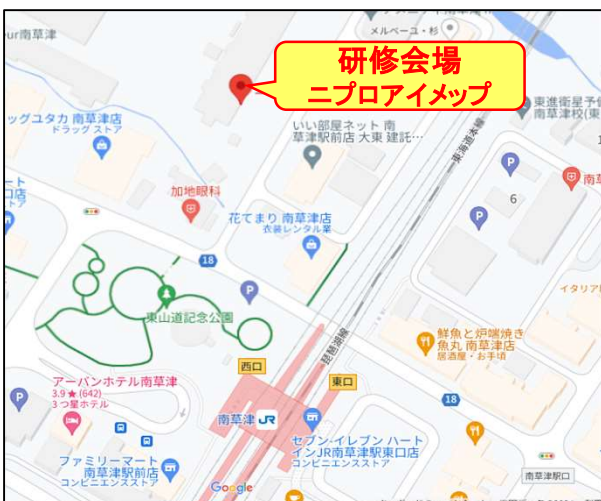 メルベーユ・杉
ur南草津
研修会場
ニプロアイメップ
東進衛星予備
南草津校(東
ッグユタカ 南草津店
ドラッグ ストア
いい部屋ネット 南
草津駅前店 大東 建託…
東海道本線
加地眼科
南草
6
花てまり 南草津店
衣装レンタル業
18
イタリア
東山道記念公園
琵琶湖線
鮮魚と炉端焼き
魚丸 南草津店
居酒屋・お手頃
西口
東口
アーバンホテル南草津
3.9★(642)
3 つ星ホテル
18
南草津 JR
セブン-イレブン ハート
インJR南草津駅東口店
コンビニエンスストア
ファミリーマート
南草津駅前店
コンビニエンスストア
南草津駅口
Google